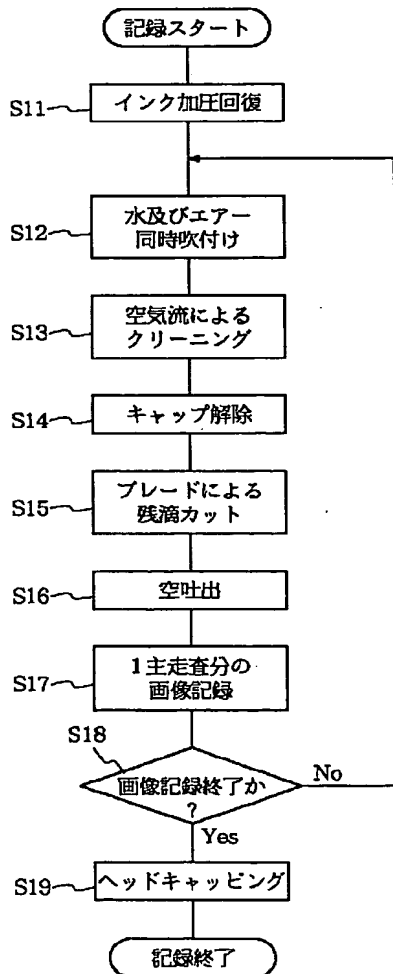 記録スタート
S11
インク加圧回復
S12
水及びエアー
同時吹付け
S13
空気流による
クリーニング
S14
キャップ解除
S15
ブレードによる
残滴カット
S16
空吐出
S17
1主走査分の
画像記録
S18
画像記録終了か
?
No
Yes
S19
ヘッドキャッピング
記録終了